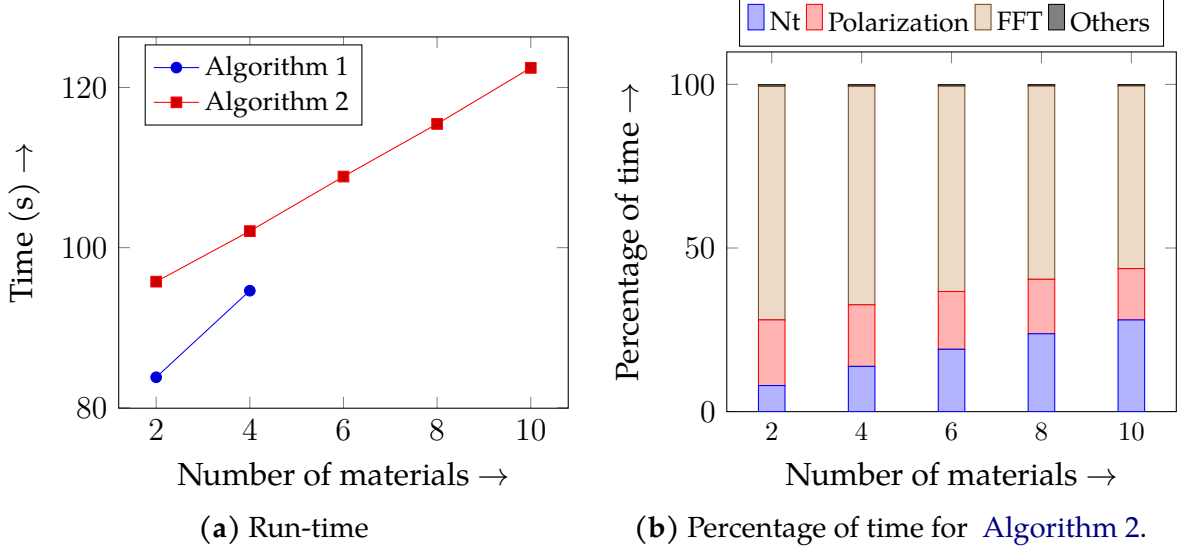 Algorithm 1
Algorithm 2
Time (s) →
120
100
80
2 4 6 8 10
Number of materials →
(a) Run-time
Nt Polarization FFT Others
Percentage of time →
100
50
0
2 4 6 8 10
Number of materials →
(b) Percentage of time for Algorithm 2.